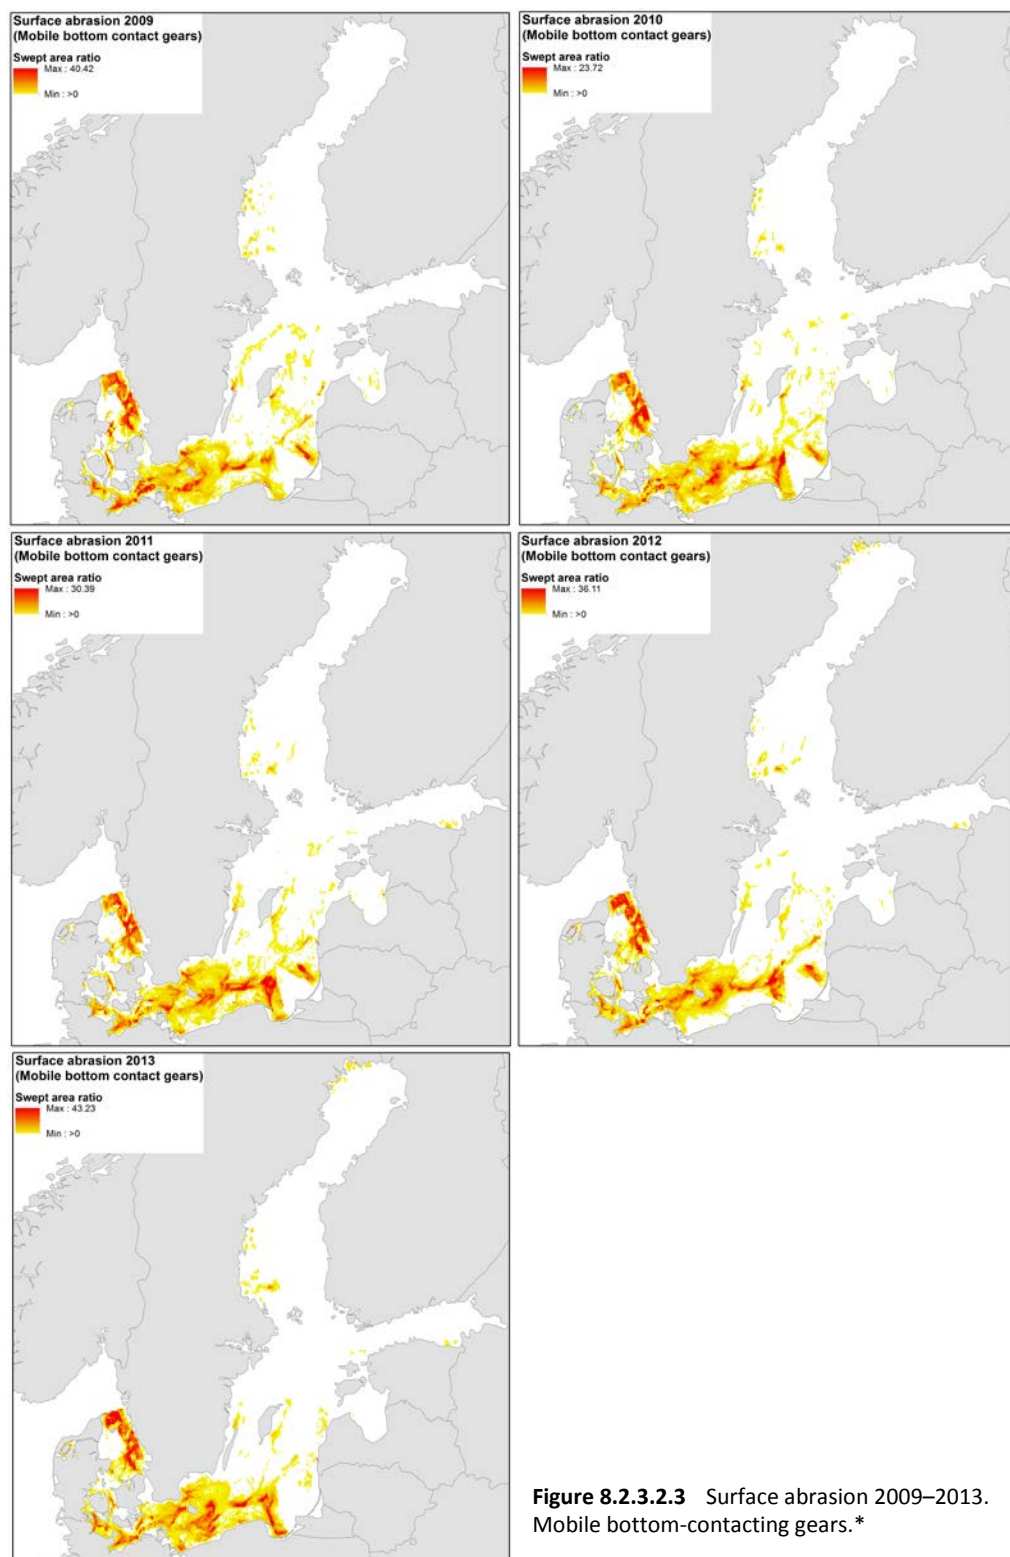 Surface abrasion 2009
(Mobile bottom contact gears)
Swept area ratio
Max : 40.42
Min : >0
Surface abrasion 2010
(Mobile bottom contact gears)
Swept area ratio
Max : 23.72
Min : >0
Surface abrasion 2011
(Mobile bottom contact gears)
Swept area ratio
Max : 30.39
Min : >0
Surface abrasion 2012
(Mobile bottom contact gears)
Swept area ratio
Max : 36.11
Min : >0
Surface abrasion 2013
(Mobile bottom contact gears)
Swept area ratio
Max : 43.23
Min : >0
Figure 8.2.3.2.3 Surface abrasion 2009–2013.
Mobile bottom-contacting gears.*